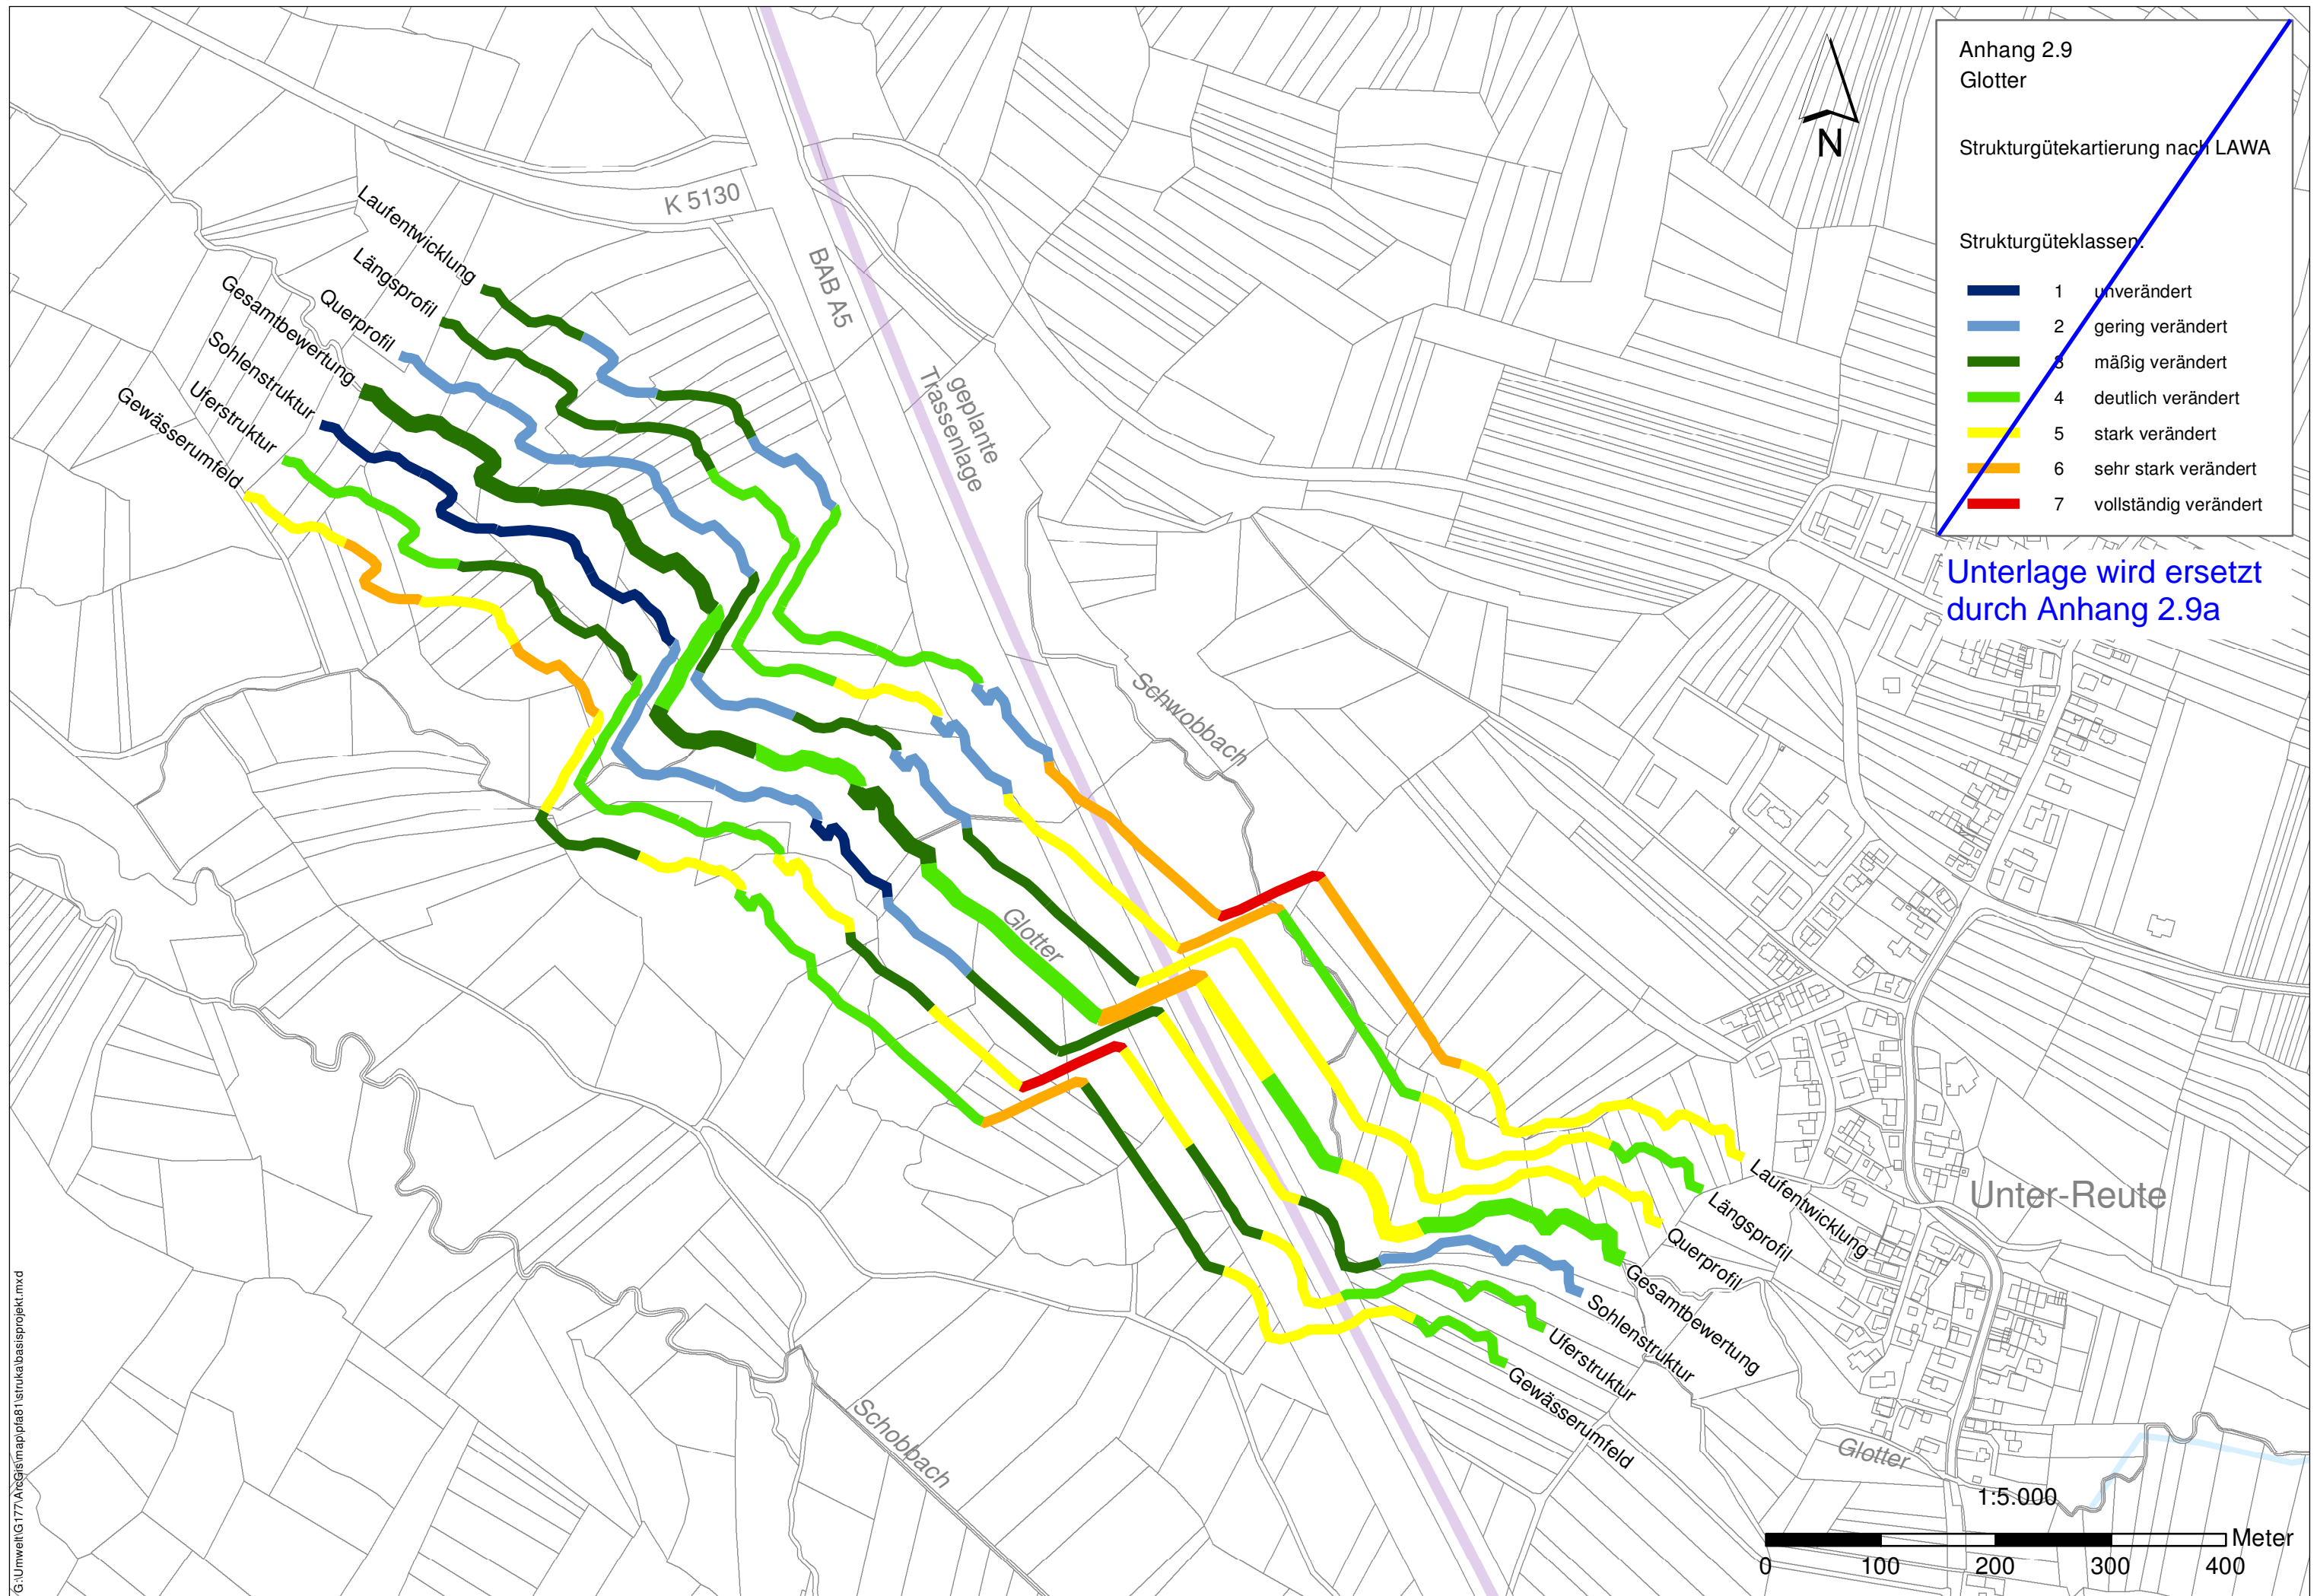 Anhang 2.9
Glotter
Strukturgütekartierung nach LAWA
Strukturgüteklassen:
1 unverändert
2 gering verändert
3 mäßig verändert
4 deutlich verändert
5 stark verändert
6 sehr stark verändert
7 vollständig verändert
Unterlage wird ersetzt
durch Anhang 2.9a
N
K 5130
BAB A5
geplante
Trassenlage
Laufentwicklung
Längsprofil
Querprofil
Gesamtbewertung
Sohlenstruktur
Uferstruktur
Gewässerumfeld
Schwobbach
Glotter
Laufentwicklung
Längsprofil
Querprofil
Gesamtbewertung
Sohlenstruktur
Uferstruktur
Gewässerumfeld
Unter-Reute
Schobbach
Glotter
1:5.000
Meter
0 100 200 300 400
G:\Umwelt\G177\ArcGis\map\pfa81\struka\basisprojekt.mxd